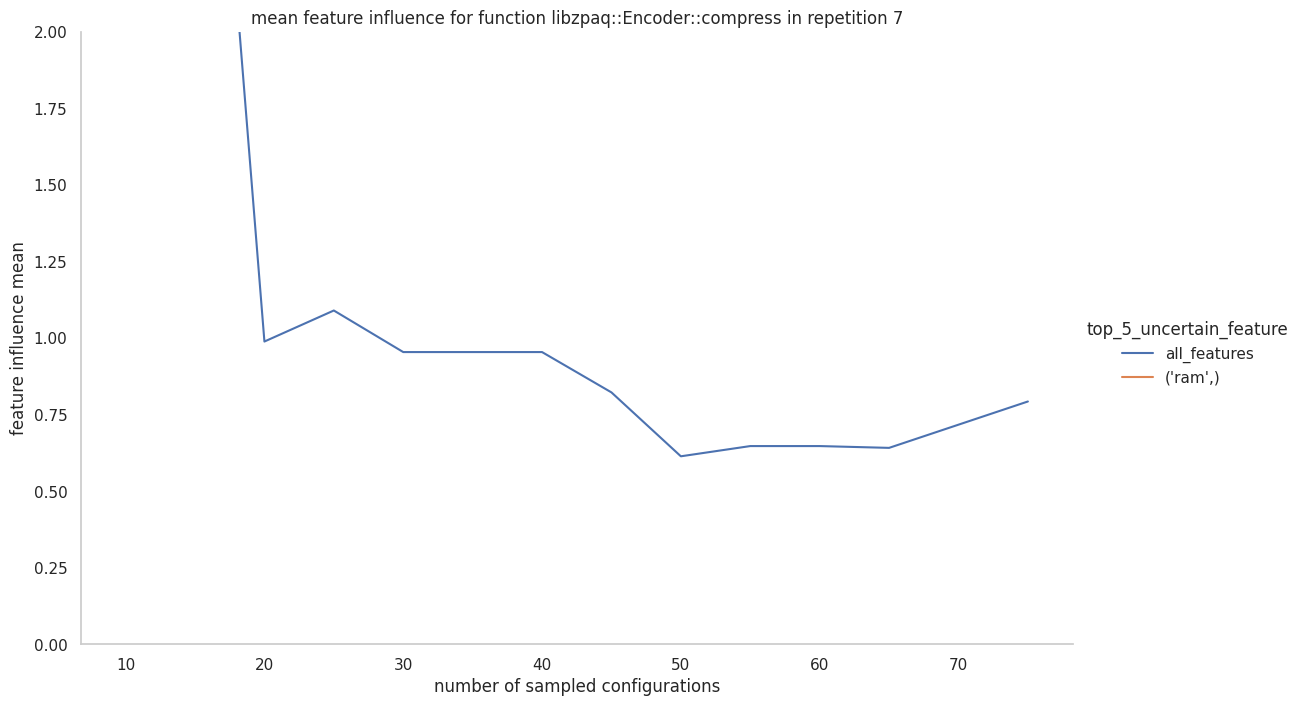 mean feature influence for function libzpaq::Encoder::compress in repetition 7
2.00
1.75
1.50
1.25
1.00
0.75
0.50
0.25
0.00
feature influence mean
10 20 30 40 50 60 70
number of sampled configurations
top_5_uncertain_feature
all_features
('ram',)